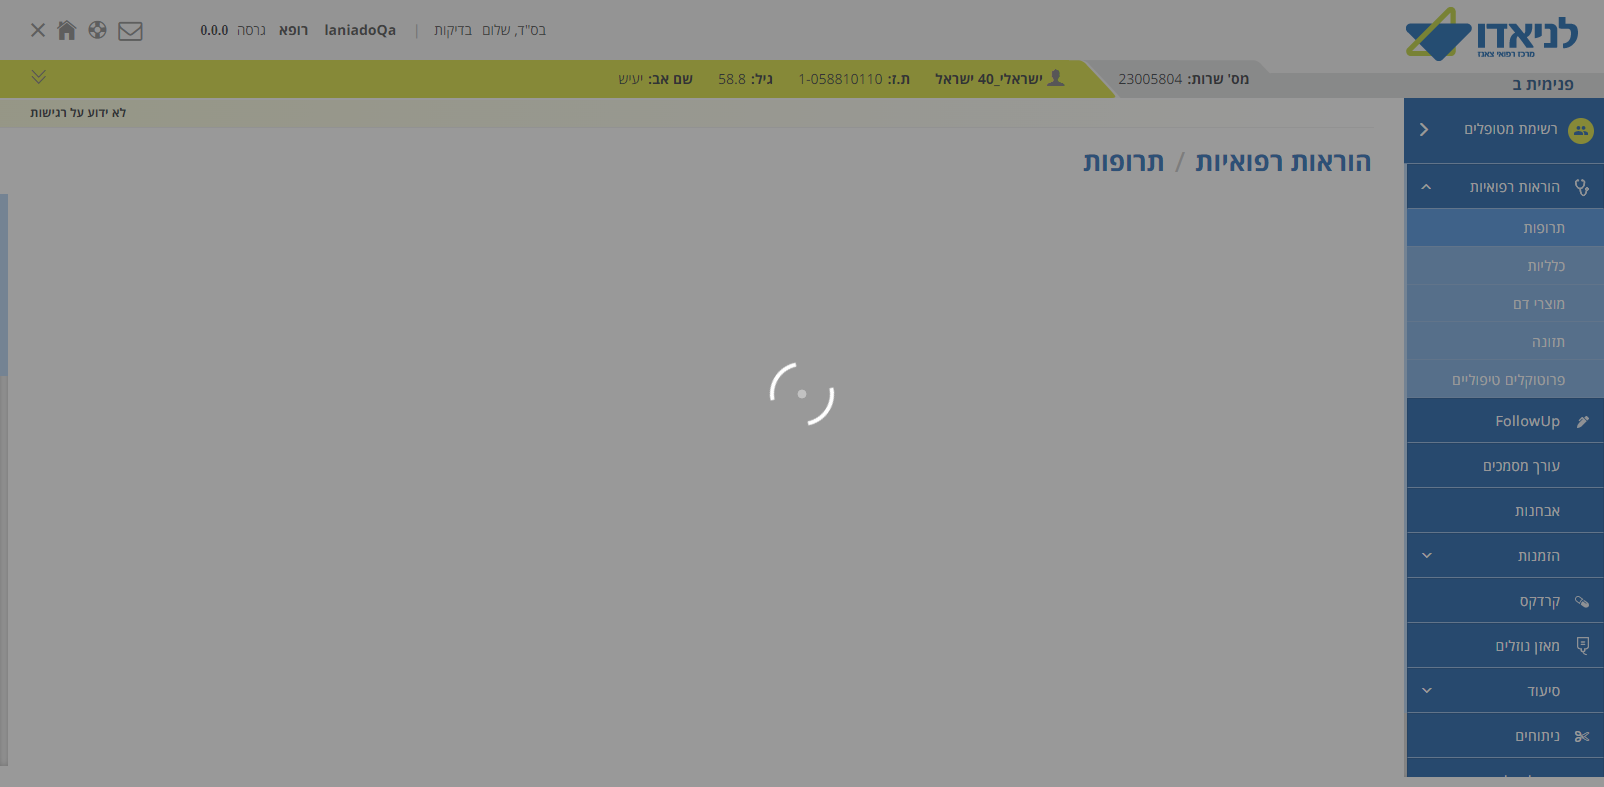 לניאדו
מרכז רפואי צאנז
בס"ד, שלום בדיקות | laniadoQa רופא גרסה 0.0.0
פנימית ב
מס' שרות: 23005804
ישראלי_40 ישראל ת.ז: 1-058810110 גיל: 58.8 שם אב: יעיש
לא ידוע על רגישות
רשימת מטופלים
הוראות רפואיות / תרופות
הוראות רפואיות
תרופות
כלליות
מוצרי דם
תזונה
פרוטוקלים טיפוליים
FollowUp
עורך מסמכים
אבחנות
הזמנות
קרדקס
מאזן נוזלים
סיעוד
ניתוחים